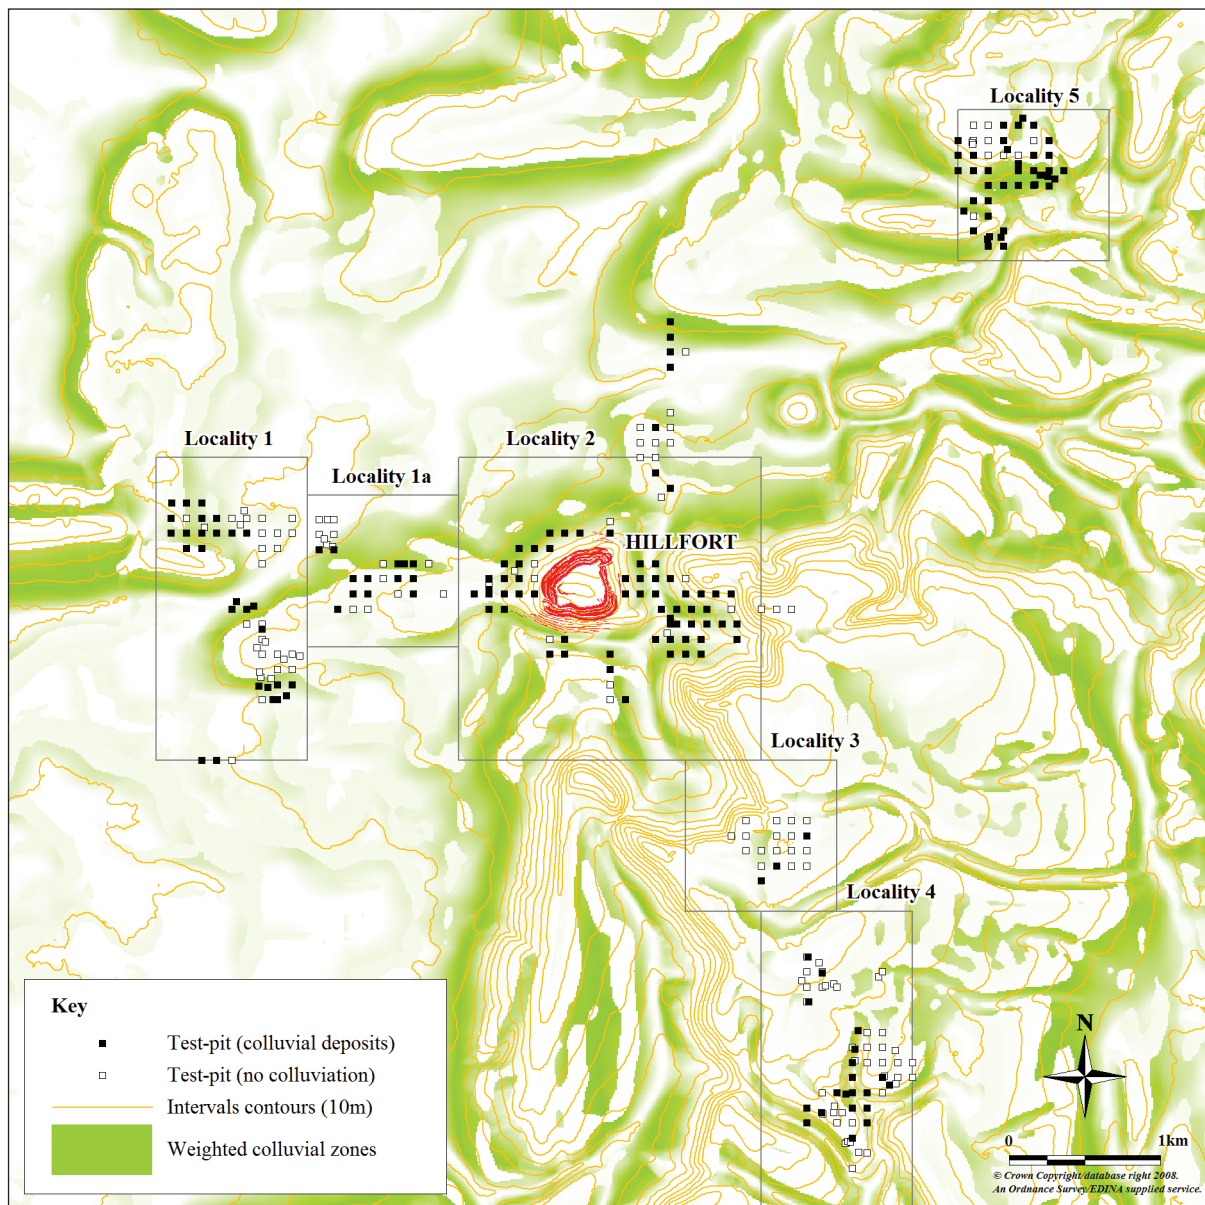 Locality 5
Locality 1
Locality 2
Locality 1a
HILLFORT
Locality 3
Locality 4
Key
Test-pit (colluvial deposits)
Test-pit (no colluviation)
Intervals contours (10m)
Weighted colluvial zones
N
0 1km
© Crown Copyright/database right 2008.
An Ordnance Survey/EDINA supplied service.